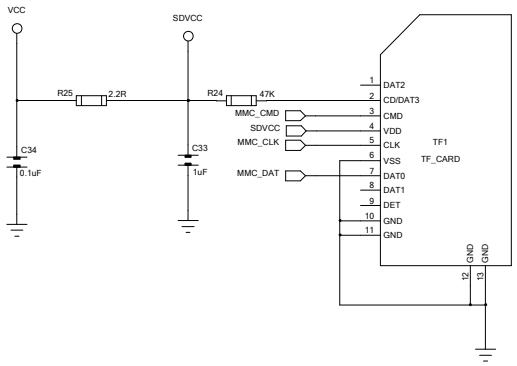 VCC
SDVCC
R25 2.2R
R24 47K
C34
0.1uF
C33
1uF
MMC_CMD
SDVCC
MMC_CLK
MMC_DAT
1 DAT2
2 CD/DAT3
3 CMD
4 VDD
5 CLK
6 VSS
7 DAT0
8 DAT1
9 DET
10 GND
11 GND
TF1
TF_CARD
12 GND
13 GND